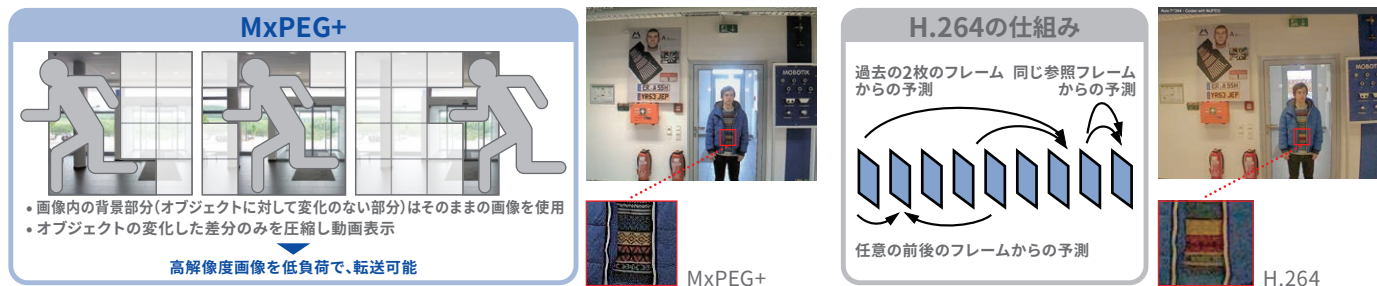 MxPEG+
• 画像内の背景部分（オブジェクトに対して変化のない部分）はそのままの画像を使用
• オブジェクトの変化した差分のみを圧縮し動画表示
高解像度画像を低負荷で、転送可能
MOBOTIX
YRS3 JEP
MxPEG+
H.264の仕組み
過去の2枚のフレーム
からの予測
同じ参照フレーム
からの予測
任意の前後のフレームからの予測
MOBOT
H.264